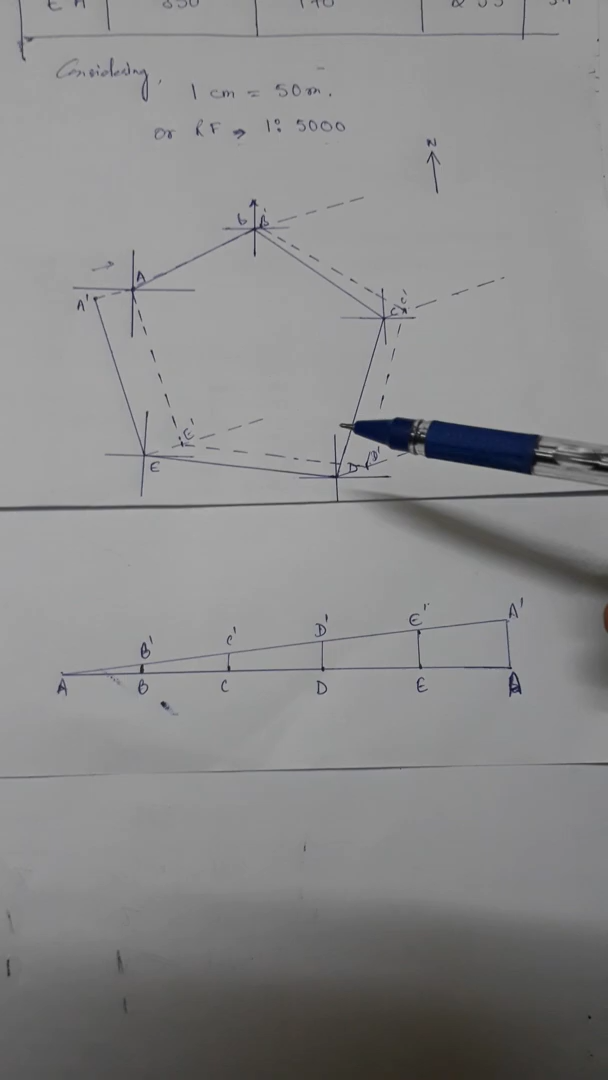 E A
Considering,
1 cm = 50 m.
or RF → 1: 5000
N
b B'
A
A'
C C'
E'
E
D D'
A'
E'
D'
C'
B'
A B C D E A